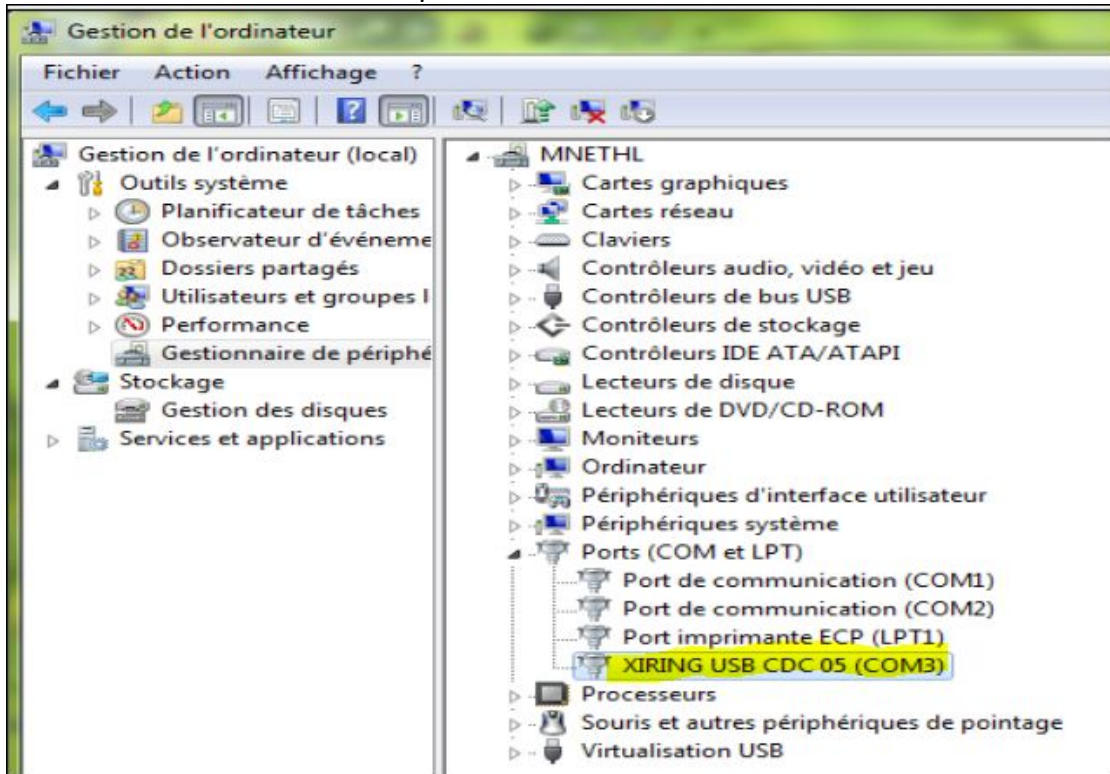 Gestion de l'ordinateur
Fichier Action Affichage ?
Gestion de l'ordinateur (local)
Outils système
Planificateur de tâches
Observateur d'événeme
Dossiers partagés
Utilisateurs et groupes l
Performance
Gestionnaire de périphé
Stockage
Gestion des disques
Services et applications
MNETHL
Cartes graphiques
Cartes réseau
Claviers
Contrôleurs audio, vidéo et jeu
Contrôleurs de bus USB
Contrôleurs de stockage
Contrôleurs IDE ATA/ATAPI
Lecteurs de disque
Lecteurs de DVD/CD-ROM
Moniteurs
Ordinateur
Périphériques d'interface utilisateur
Périphériques système
Ports (COM et LPT)
Port de communication (COM1)
Port de communication (COM2)
Port imprimante ECP (LPT1)
XIRING USB CDC 05 (COM3)
Processeurs
Souris et autres périphériques de pointage
Virtualisation USB